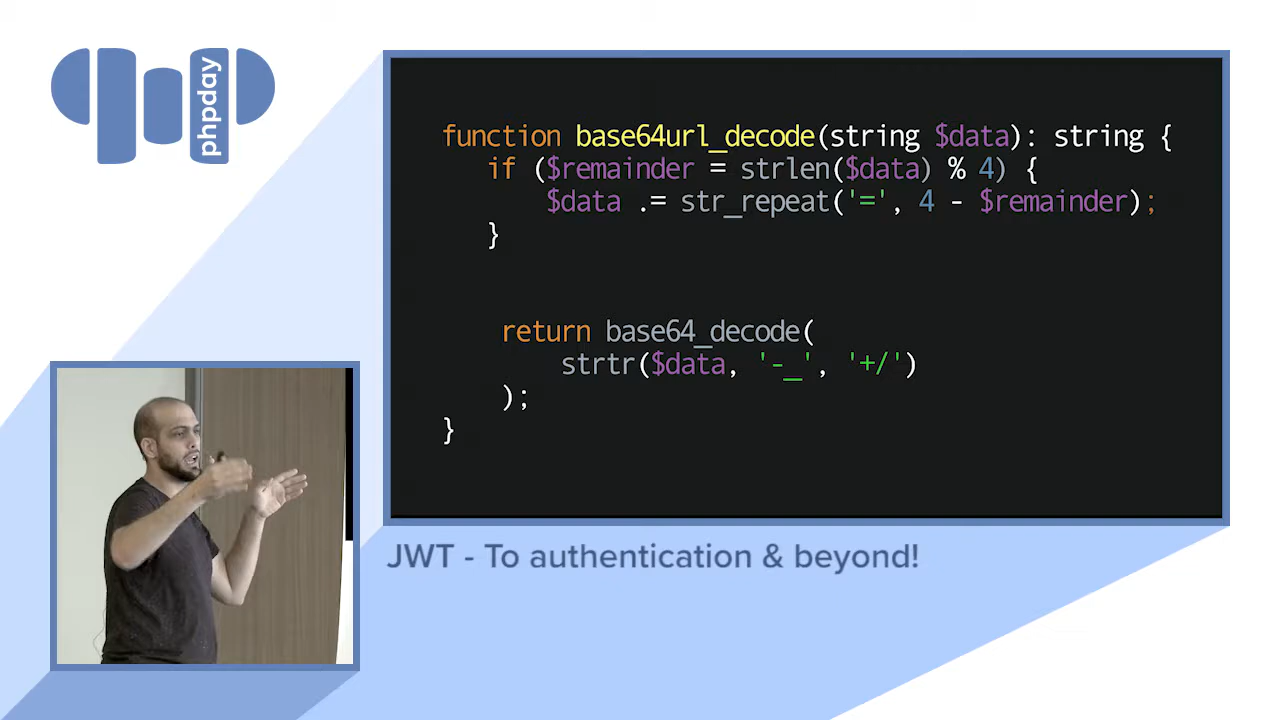 phpday
function base64url_decode(string $data): string {
if ($remainder = strlen($data) % 4) {
$data .= str_repeat('=', 4 - $remainder);
}
return base64_decode(
strtr($data, '-_', '+/')
);
}
JWT - To authentication & beyond!